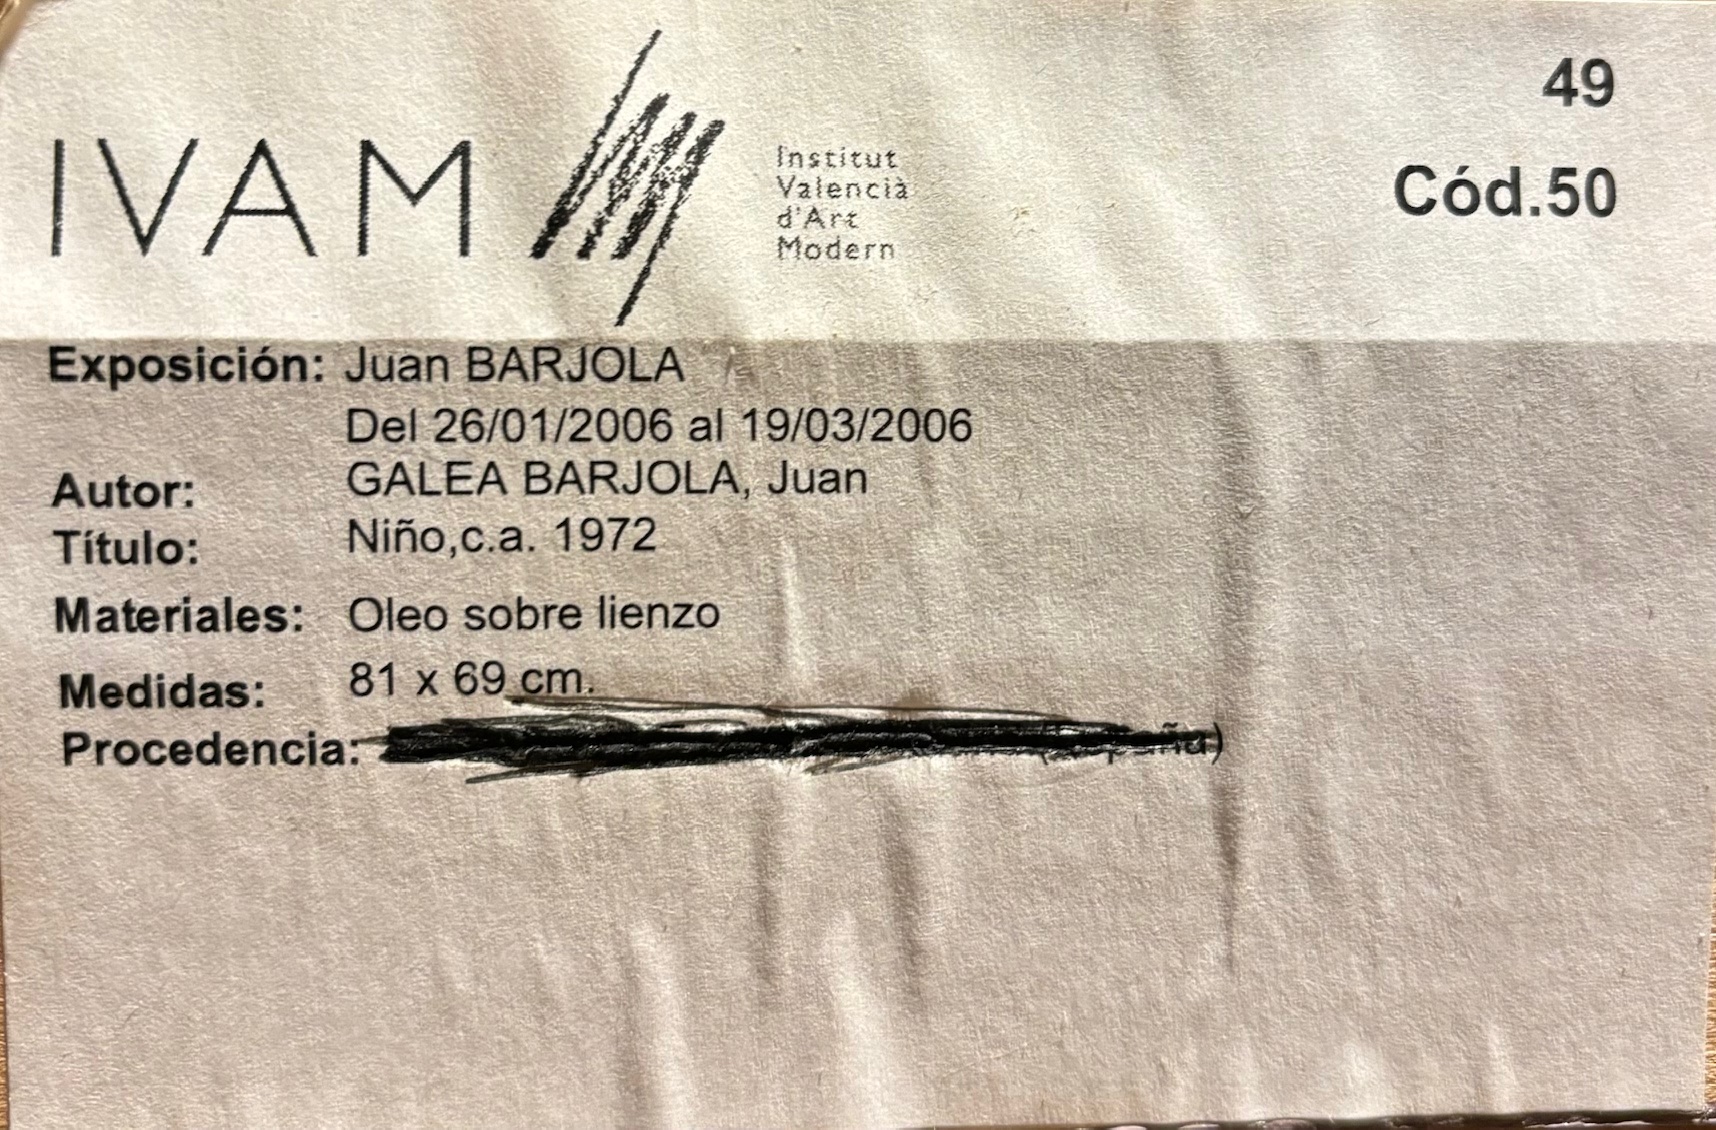 49
IVAM
Institut
Valencià
d'Art
Modern
Cód.50
Exposición: Juan BARJOLA
Del 26/01/2006 al 19/03/2006
Autor: GALEA BARJOLA, Juan
Título: Niño,c.a. 1972
Materiales: Oleo sobre lienzo
Medidas: 81 x 69 cm.
Procedencia: